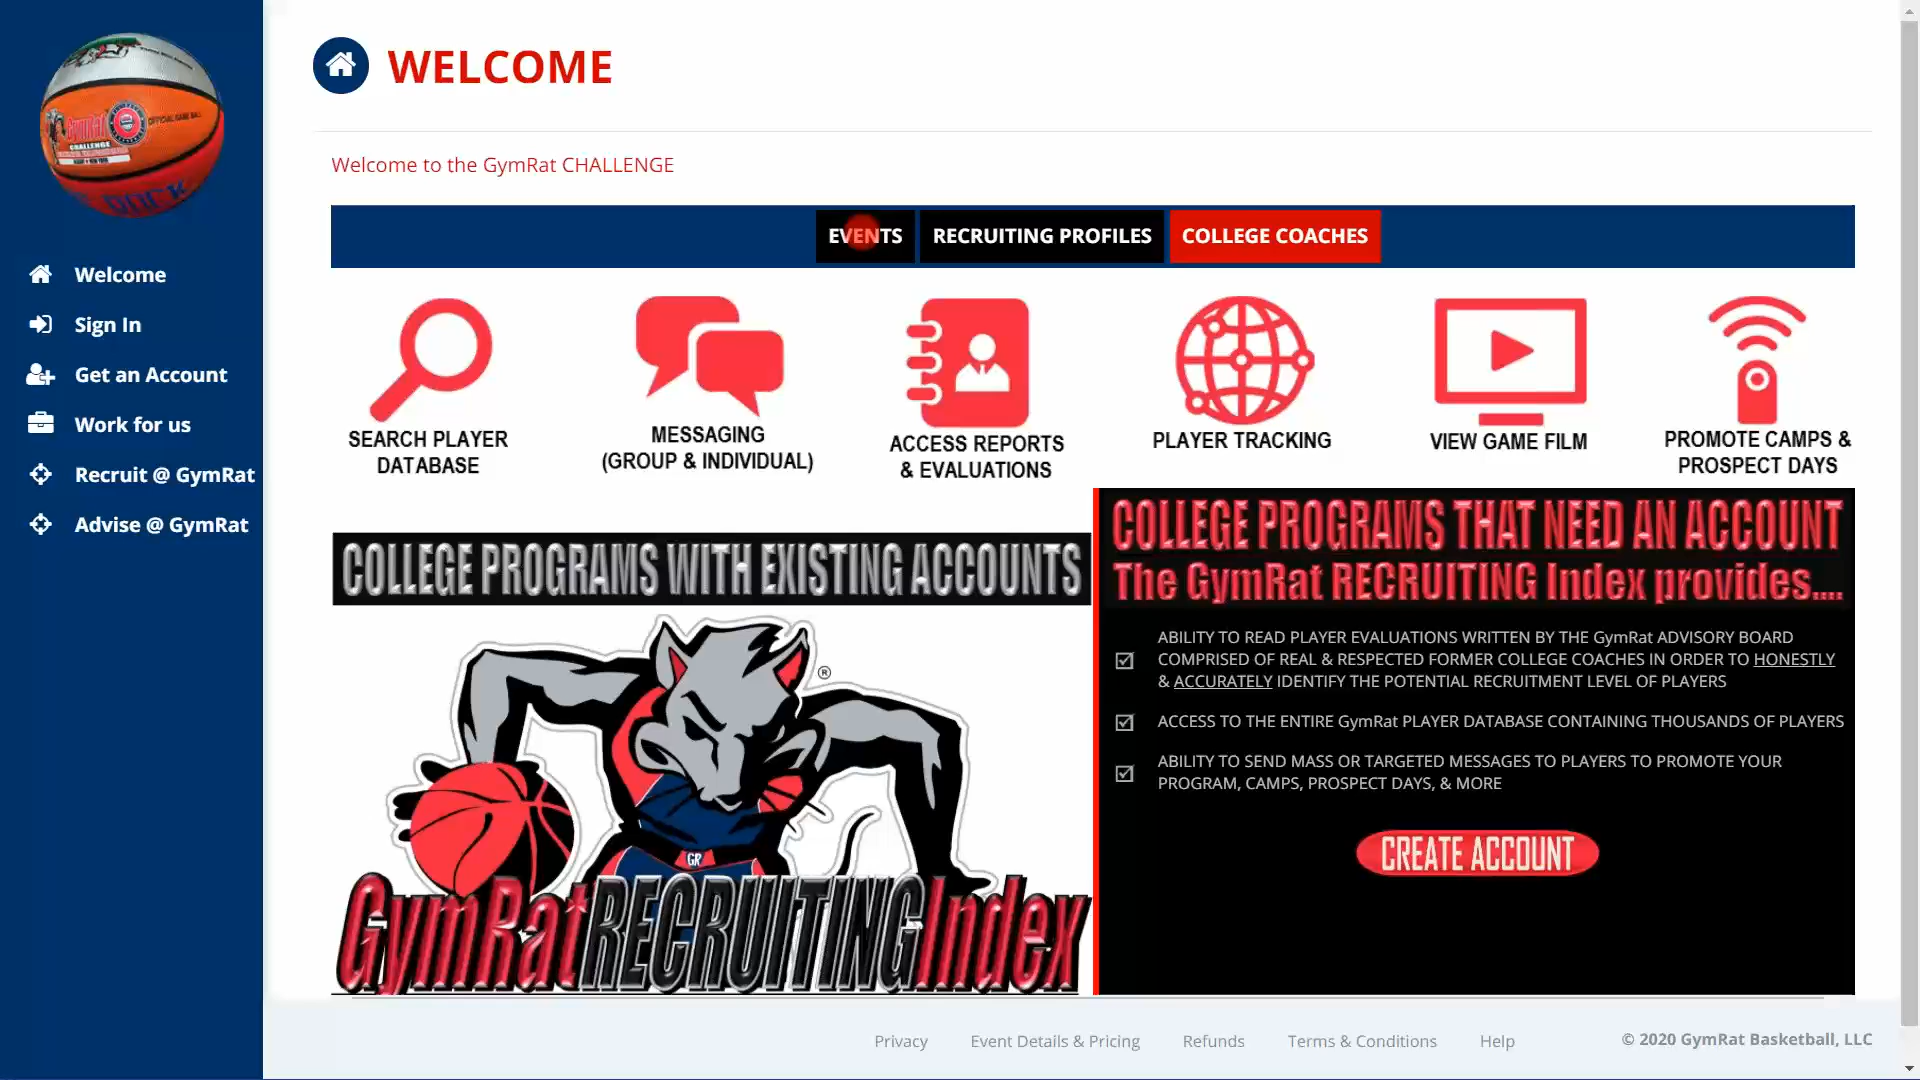 WELCOME
Welcome to the GymRat CHALLENGE
EVENTS
RECRUITING PROFILES
COLLEGE COACHES
Welcome
Sign In
Get an Account
Work for us
Recruit @ GymRat
Advise @ GymRat
GymRat
CHALLENGE
OFFICIAL GAME BALL
SEARCH PLAYER
DATABASE
MESSAGING
(GROUP & INDIVIDUAL)
ACCESS REPORTS
& EVALUATIONS
PLAYER TRACKING
VIEW GAME FILM
PROMOTE CAMPS &
PROSPECT DAYS
COLLEGE PROGRAMS WITH EXISTING ACCOUNTS
®
GR
GymRatRECRUITINGIndex
COLLEGE PROGRAMS THAT NEED AN ACCOUNT
The GymRat RECRUITING Index provides....
ABILITY TO READ PLAYER EVALUATIONS WRITTEN BY THE GymRat ADVISORY BOARD
COMPRISED OF REAL & RESPECTED FORMER COLLEGE COACHES IN ORDER TO HONESTLY
& ACCURATELY IDENTIFY THE POTENTIAL RECRUITMENT LEVEL OF PLAYERS
ACCESS TO THE ENTIRE GymRat PLAYER DATABASE CONTAINING THOUSANDS OF PLAYERS
ABILITY TO SEND MASS OR TARGETED MESSAGES TO PLAYERS TO PROMOTE YOUR
PROGRAM, CAMPS, PROSPECT DAYS, & MORE
CREATE ACCOUNT
Privacy
Event Details & Pricing
Refunds
Terms & Conditions
Help
© 2020 GymRat Basketball, LLC